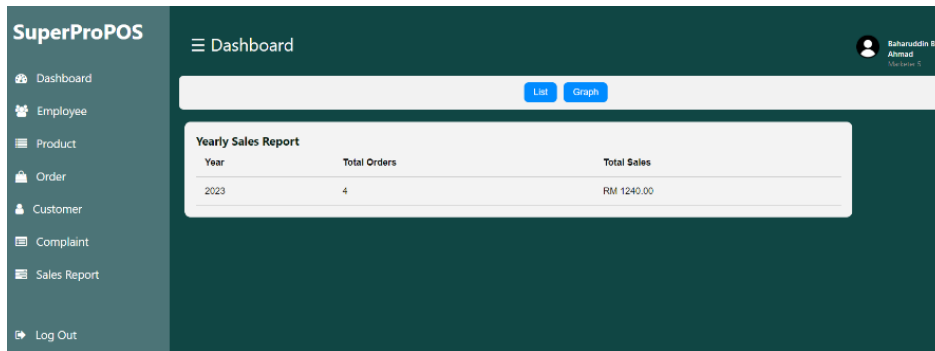 SuperProPOS
Dashboard
Employee
Product
Order
Customer
Complaint
Sales Report
Log Out
Dashboard
Baharuddin B
Ahmad
List Graph
Yearly Sales Report
Year Total Orders Total Sales
2023 4 RM 1240.00